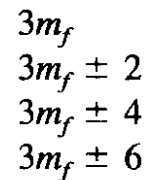 3m_f
3m_f ± 2
3m_f ± 4
3m_f ± 6